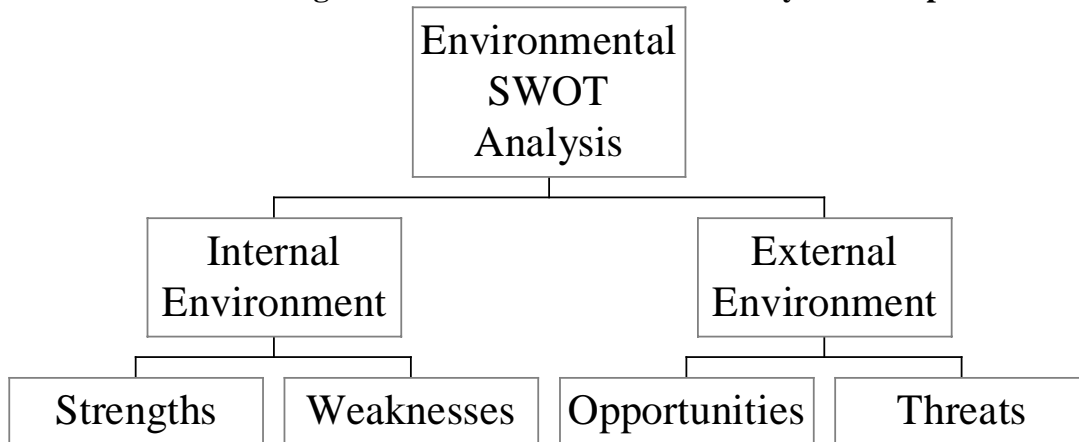 Environmental
SWOT
Analysis
Internal
Environment
External
Environment
Strengths
Weaknesses
Opportunities
Threats